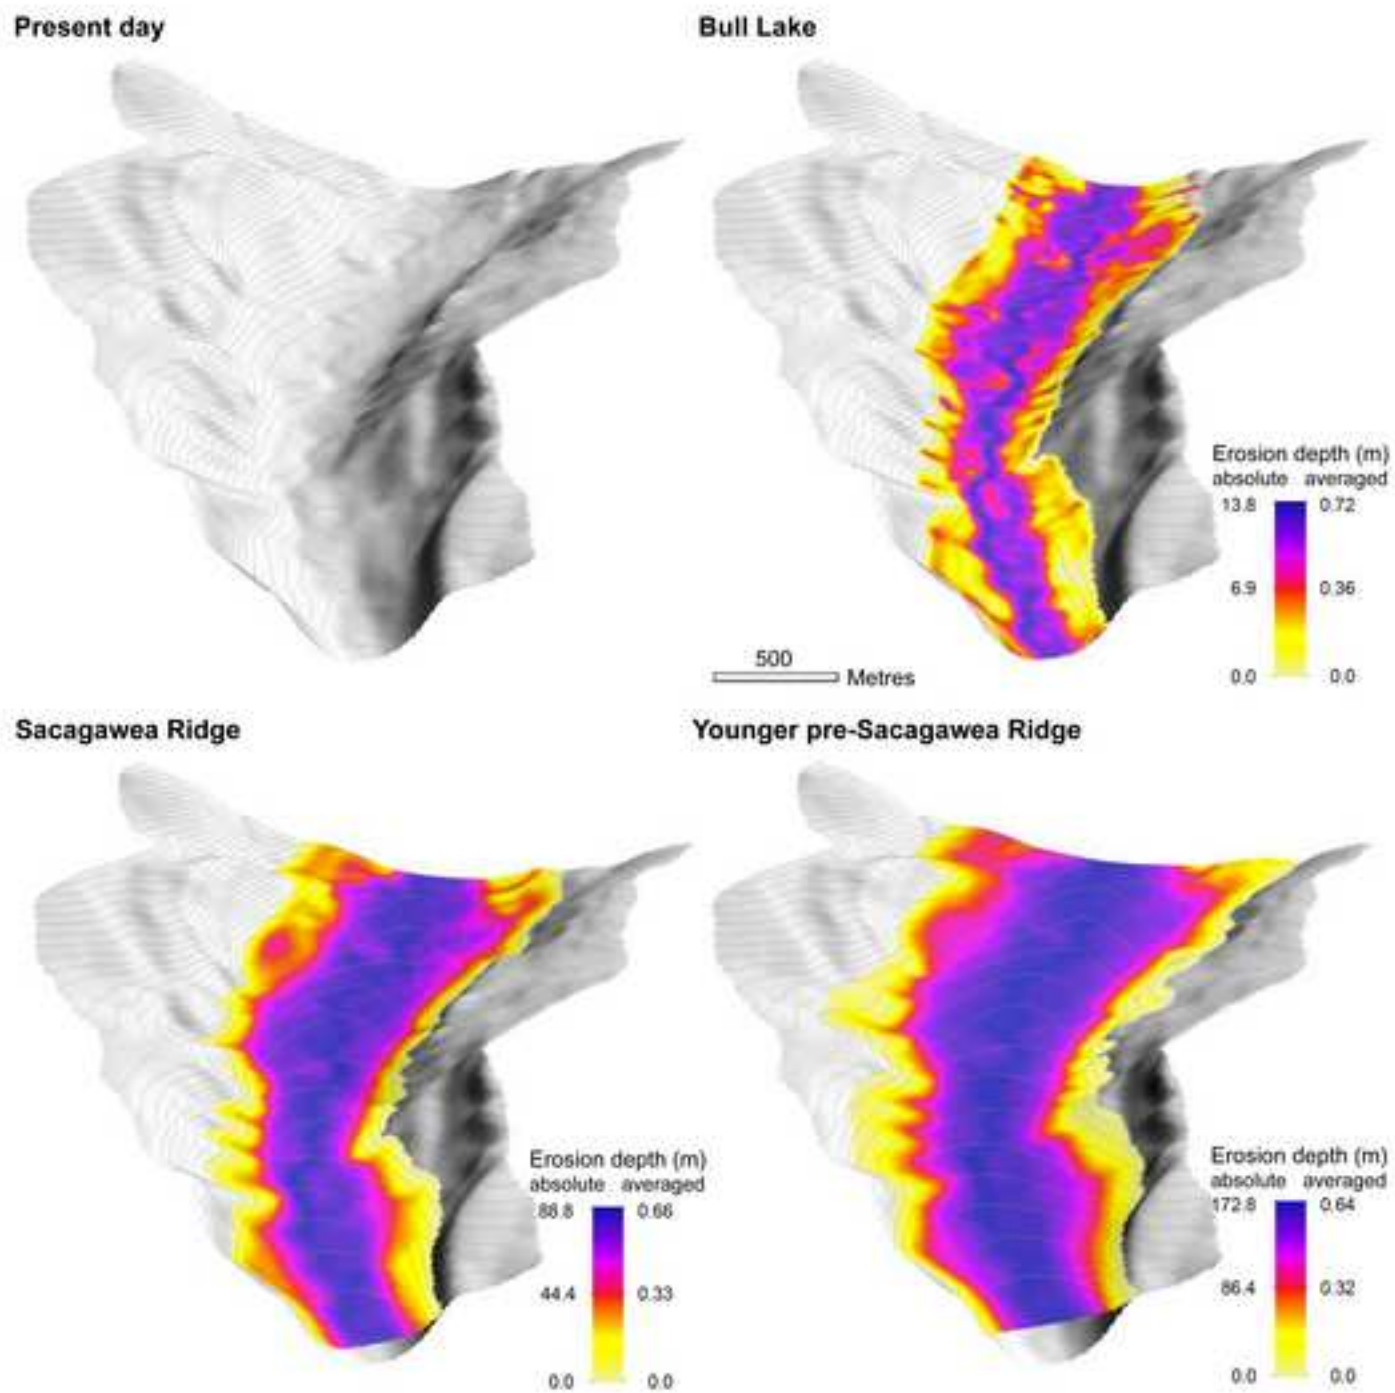 Present day
Bull Lake
Erosion depth (m)
absolute averaged
13.8 0.72
6.9 0.36
0.0 0.0
500
Metres
Sacagawea Ridge
Younger pre-Sacagawea Ridge
Erosion depth (m)
absolute averaged
88.8 0.66
44.4 0.33
0.0 0.0
Erosion depth (m)
absolute averaged
172.8 0.64
86.4 0.32
0.0 0.0